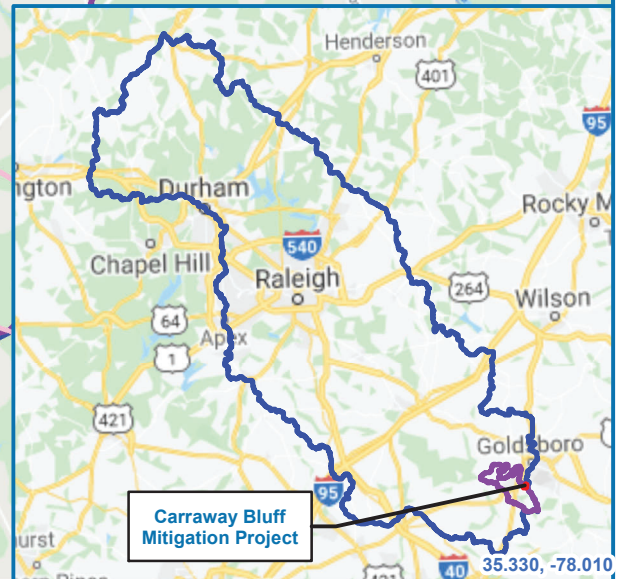 Henderson
401
95
ngton
Durham
Rocky M
540
Chapel Hill
Raleigh
264
Wilson
64
Apex
1
421
Goldsboro
95
Carraway Bluff
Mitigation Project
urst
40
35.330, -78.010